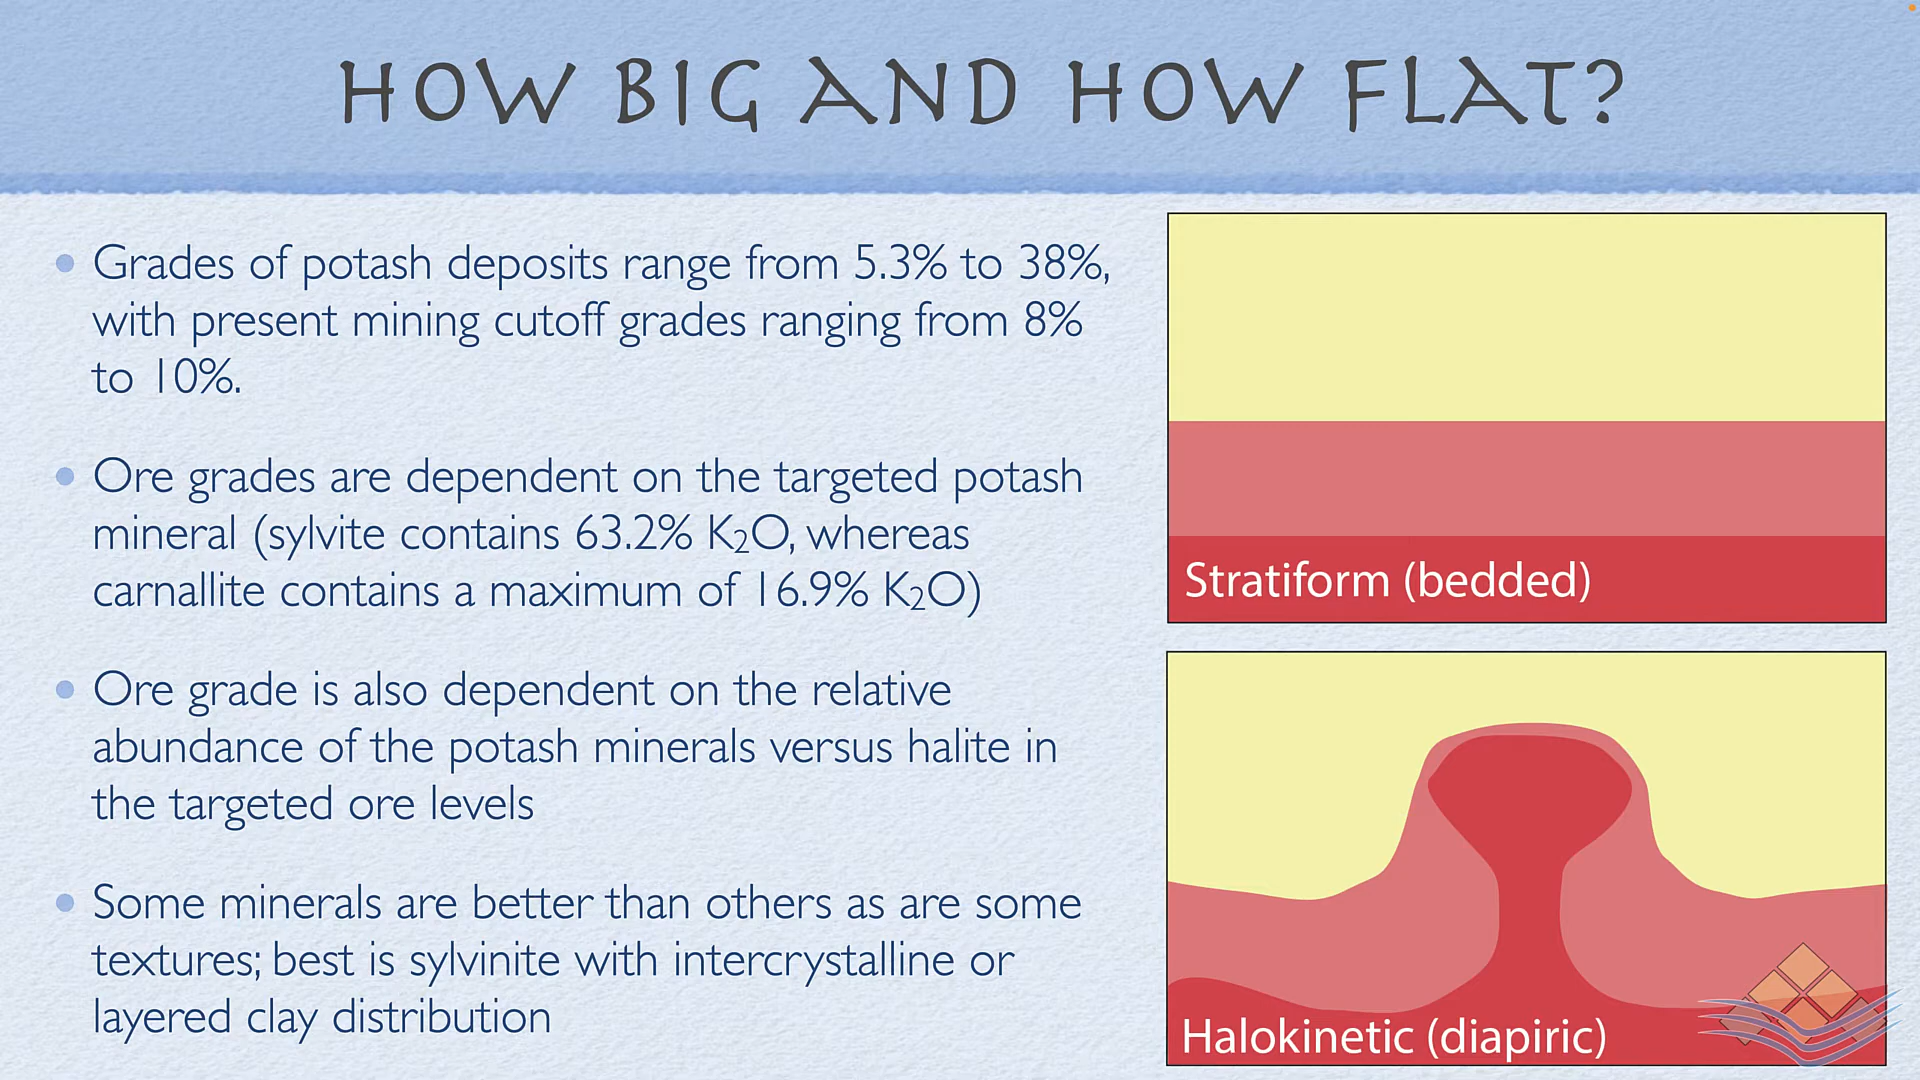 HOW BIG AND HOW FLAT?
• Grades of potash deposits range from 5.3% to 38%,
with present mining cutoff grades ranging from 8%
to 10%.
• Ore grades are dependent on the targeted potash
mineral (sylvite contains 63.2% K₂O, whereas
carnallite contains a maximum of 16.9% K₂O)
• Ore grade is also dependent on the relative
abundance of the potash minerals versus halite in
the targeted ore levels
• Some minerals are better than others as are some
textures; best is sylvinite with intercrystalline or
layered clay distribution
Stratiform (bedded)
Halokinetic (diapiric)